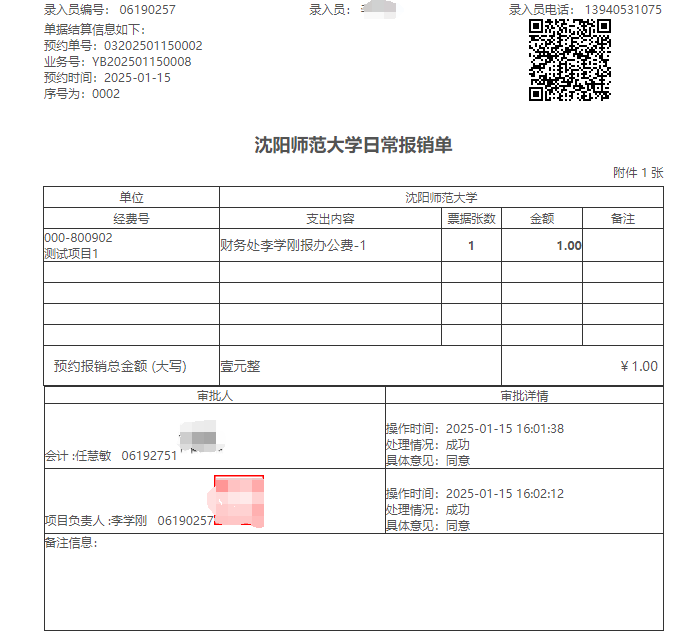 录入员编号： 06190257 录入员： 录入员电话： 13940531075
单据结算信息如下：
预约单号：03202501150002
业务号：YB202501150008
预约时间：2025-01-15
序号为：0002
沈阳师范大学日常报销单
附件 1 张
单位 沈阳师范大学
经费号 支出内容 票据张数 金额 备注
000-800902
测试项目1 财务处李学刚报办公费-1 1 1.00
预约报销总金额 (大写) 壹元整 ￥1.00
审批人 审批详情
会计 :任慧敏 06192751
操作时间：2025-01-15 16:01:38
处理情况：成功
具体意见：同意
项目负责人 :李学刚 06190257
操作时间：2025-01-15 16:02:12
处理情况：成功
具体意见：同意
备注信息：